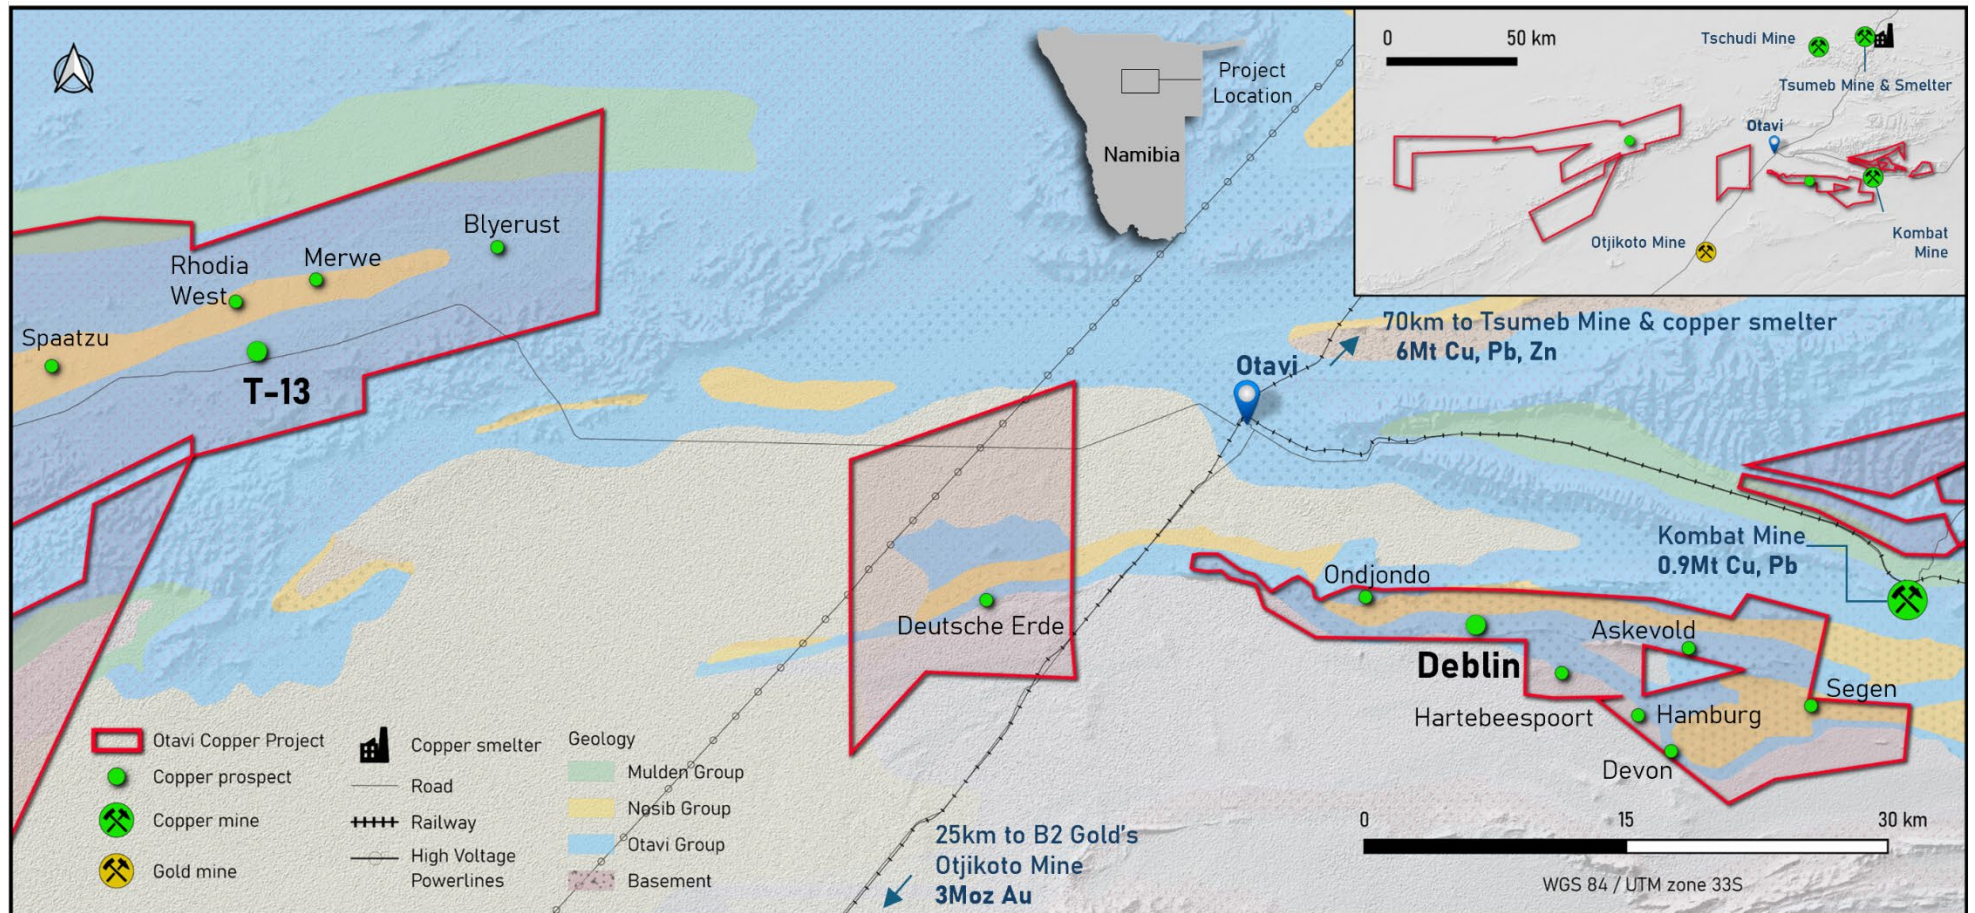 Project
Location
Namibia
0
50 km
Tschudi Mine
Tsumeb Mine & Smelter
Otavi
Otjikoto Mine
Kombat
Mine
Blyerust
Merwe
Rhodia
West
Spaatzu
T-13
70km to Tsumeb Mine & copper smelter
6Mt Cu, Pb, Zn
Otavi
Kombat Mine
0.9Mt Cu, Pb
Ondjondo
Deutsche Erde
Askevold
Deblin
Segen
Hartebeespoort
Hamburg
Devon
Otavi Copper Project
Copper prospect
Copper mine
Gold mine
Copper smelter
Road
Railway
High Voltage
Powerlines
Geology
Mulden Group
Nosib Group
Otavi Group
Basement
25km to B2 Gold's
Otjikoto Mine
3Moz Au
0
15
30 km
WGS 84 / UTM zone 33S